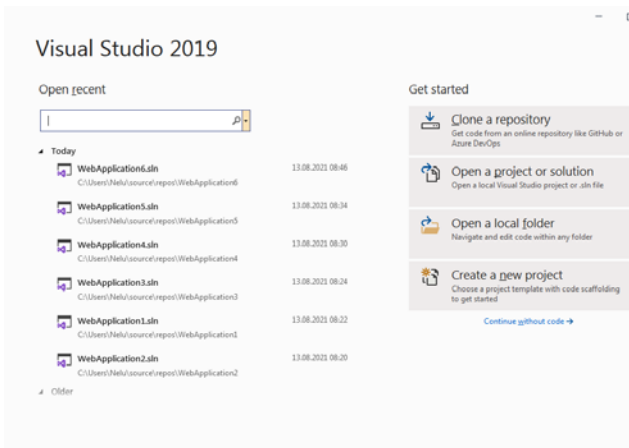 Visual Studio 2019
Open recent
Today
WebApplication6.sln 13.08.2021 08:46
C:\Users\Nelu\source\repos\WebApplication6
WebApplication5.sln 13.08.2021 08:34
C:\Users\Nelu\source\repos\WebApplication5
WebApplication4.sln 13.08.2021 08:30
C:\Users\Nelu\source\repos\WebApplication4
WebApplication3.sln 13.08.2021 08:24
C:\Users\Nelu\source\repos\WebApplication3
WebApplication1.sln 13.08.2021 08:22
C:\Users\Nelu\source\repos\WebApplication1
WebApplication2.sln 13.08.2021 08:20
C:\Users\Nelu\source\repos\WebApplication2
Older
Get started
Clone a repository
Get code from an online repository like GitHub or
Azure DevOps
Open a project or solution
Open a local Visual Studio project or .sln file
Open a local folder
Navigate and edit code within any folder
Create a new project
Choose a project template with code scaffolding
to get started
Continue without code →